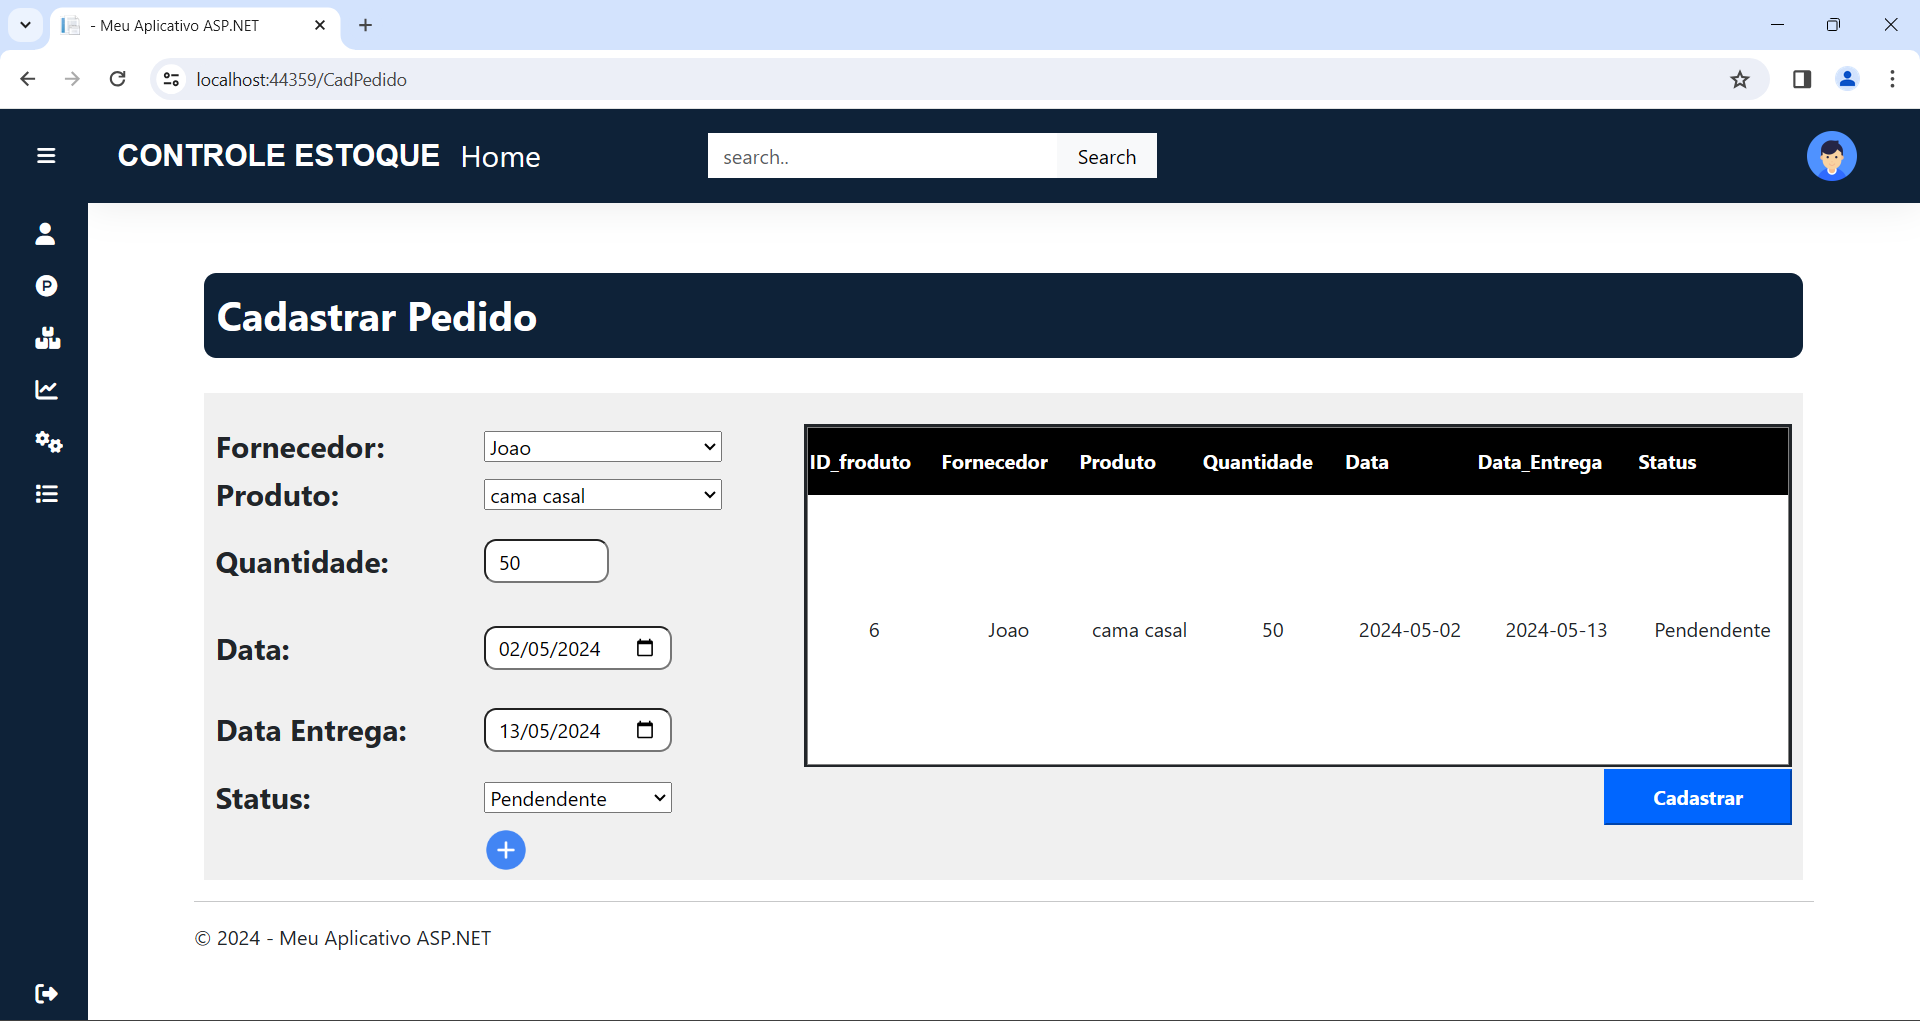 - Meu Aplicativo ASP.NET
localhost:44359/CadPedido
CONTROLE ESTOQUE Home search.. Search
P
Cadastrar Pedido
Fornecedor: Joao
Produto: cama casal
Quantidade: 50
Data: 02/05/2024
Data Entrega: 13/05/2024
Status: Pendendente
ID_froduto Fornecedor Produto Quantidade Data Data_Entrega Status
6 Joao cama casal 50 2024-05-02 2024-05-13 Pendendente
Cadastrar
© 2024 - Meu Aplicativo ASP.NET